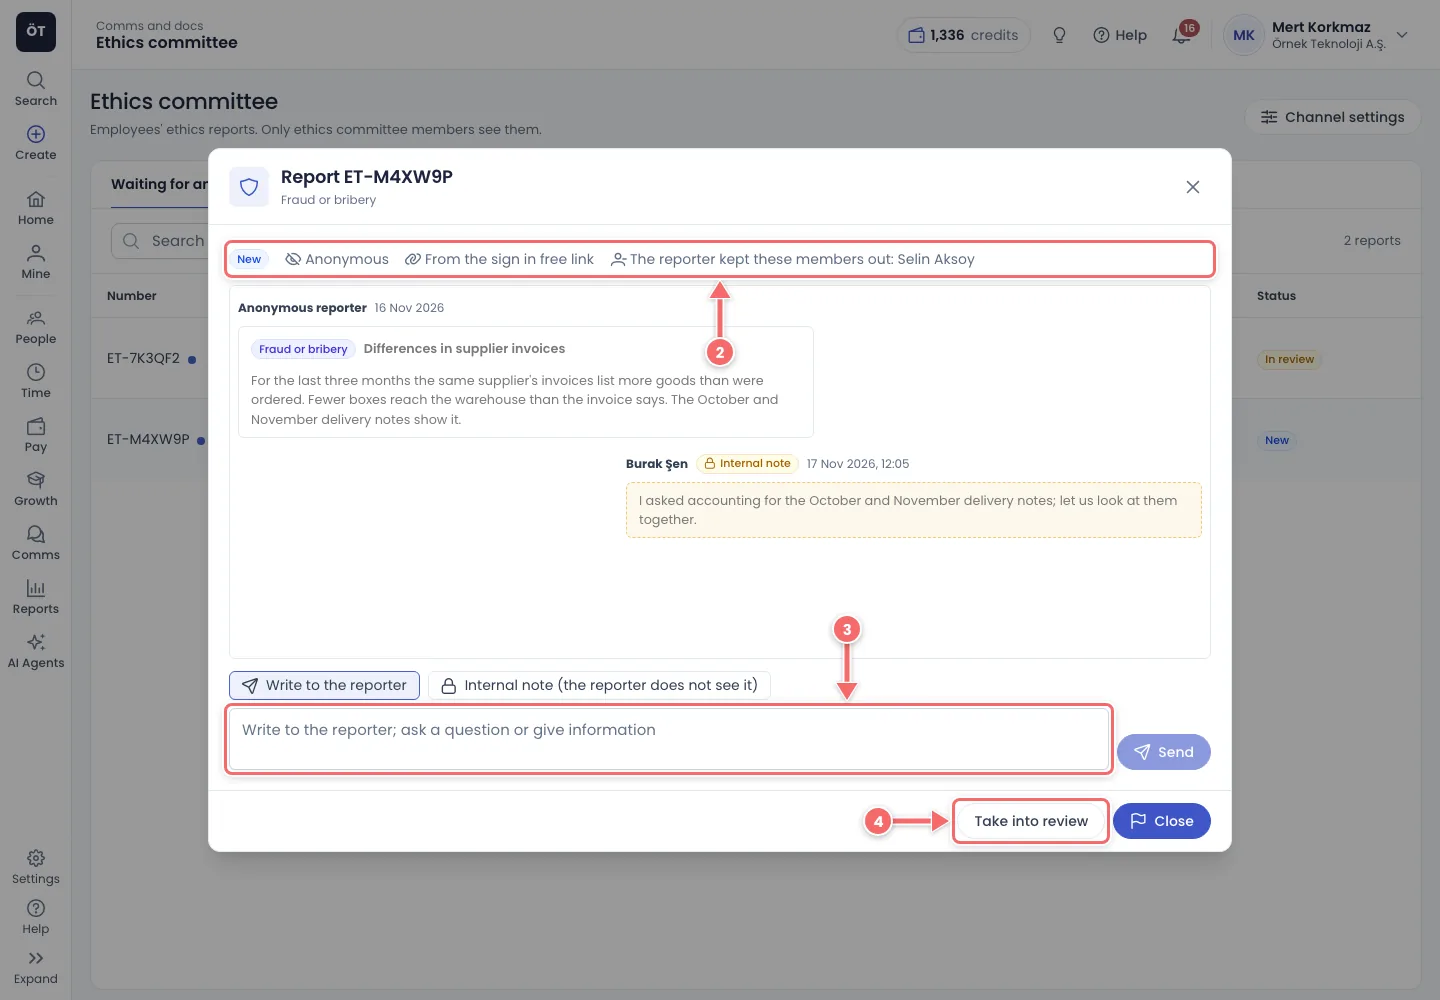 ÖT
Comms and docs
Ethics committee
1,336 credits
Help
16
MK
Mert Korkmaz
Örnek Teknoloji A.Ş.
Search
Create
Home
Mine
People
Time
Pay
Growth
Comms
Reports
AI Agents
Settings
Help
Expand
Ethics committee
Employees' ethics reports. Only ethics committee members see them.
Channel settings
Waiting for an
Search
2 reports
Number
Status
ET-7K3QF2
In review
ET-M4XW9P
New
Report ET-M4XW9P
Fraud or bribery
New
Anonymous
From the sign in free link
The reporter kept these members out: Selin Aksoy
2
Anonymous reporter 16 Nov 2026
Fraud or bribery Differences in supplier invoices
For the last three months the same supplier's invoices list more goods than were
ordered. Fewer boxes reach the warehouse than the invoice says. The October and
November delivery notes show it.
Burak Şen Internal note 17 Nov 2026, 12:05
I asked accounting for the October and November delivery notes; let us look at them
together.
3
Write to the reporter
Internal note (the reporter does not see it)
Write to the reporter; ask a question or give information
Send
4
Take into review
Close